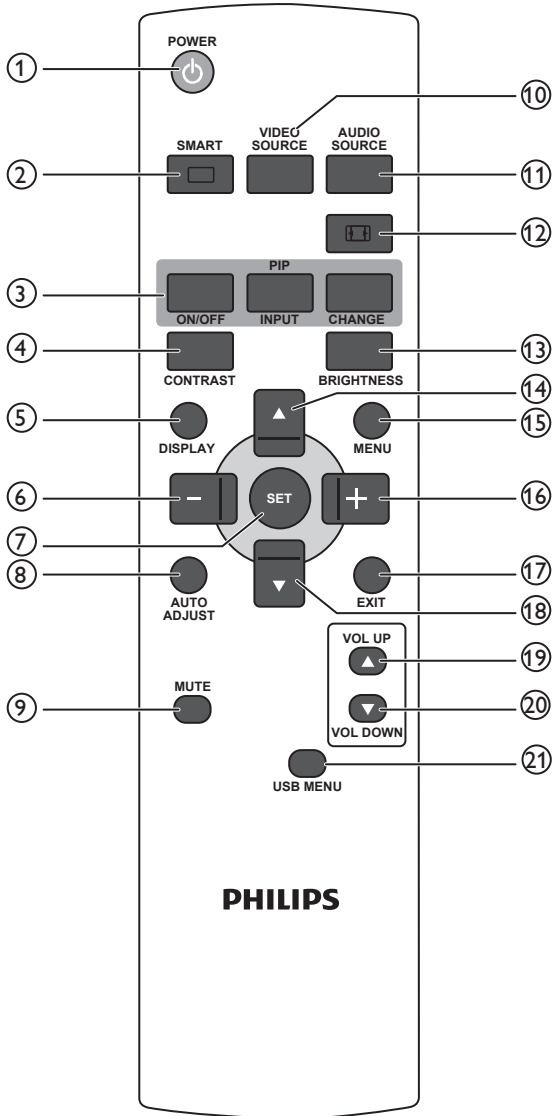 POWER
1
10
SMART
VIDEO
SOURCE
AUDIO
SOURCE
2
11
12
PIP
3
ON/OFF
INPUT
CHANGE
4
13
CONTRAST
BRIGHTNESS
14
5
15
DISPLAY
MENU
6
−
SET
+
16
7
8
17
AUTO
ADJUST
EXIT
18
VOL UP
19
MUTE
9
20
VOL DOWN
21
USB MENU
PHILIPS